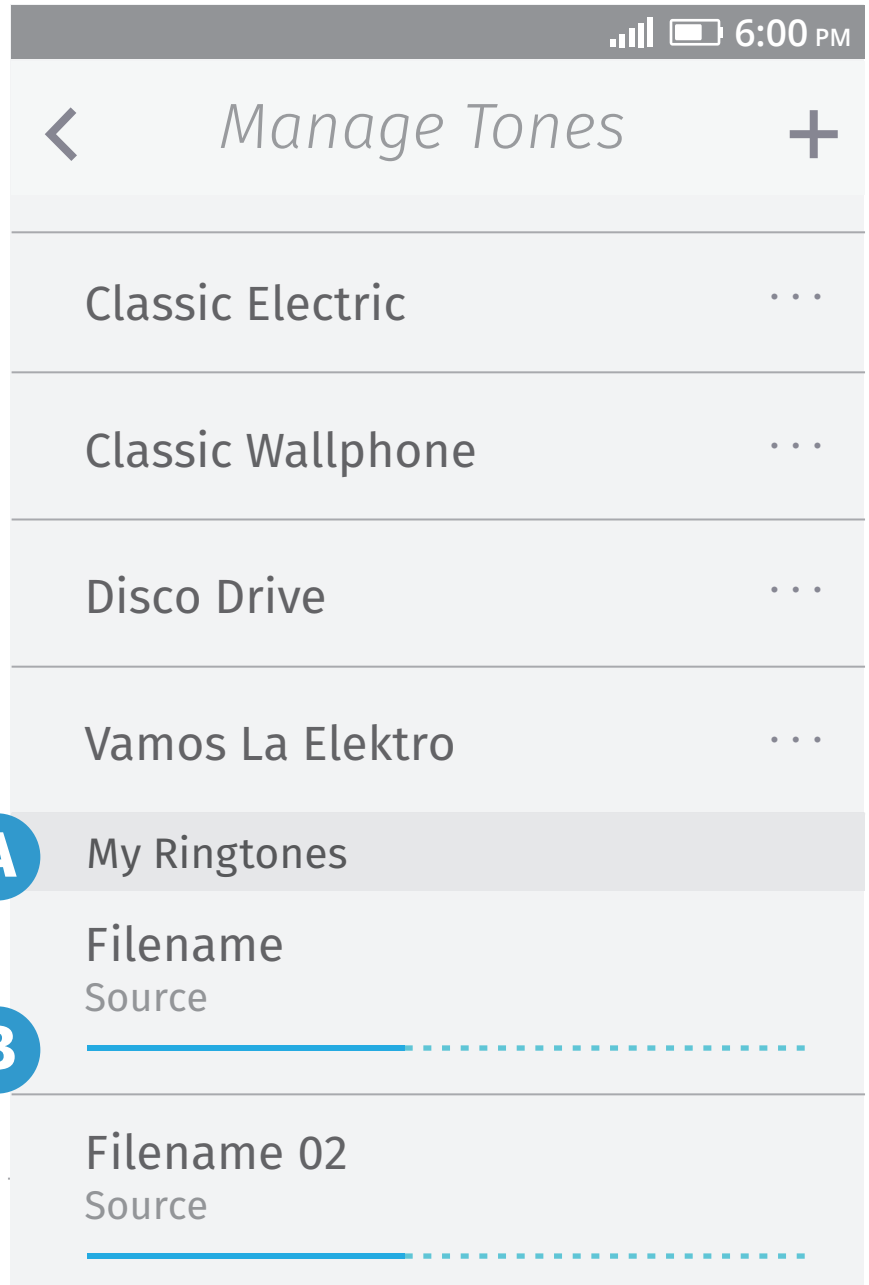 6:00 PM
Manage Tones
Classic Electric
Classic Wallphone
Disco Drive
Vamos La Elektro
A
My Ringtones
Filename
Source
B
Filename 02
Source